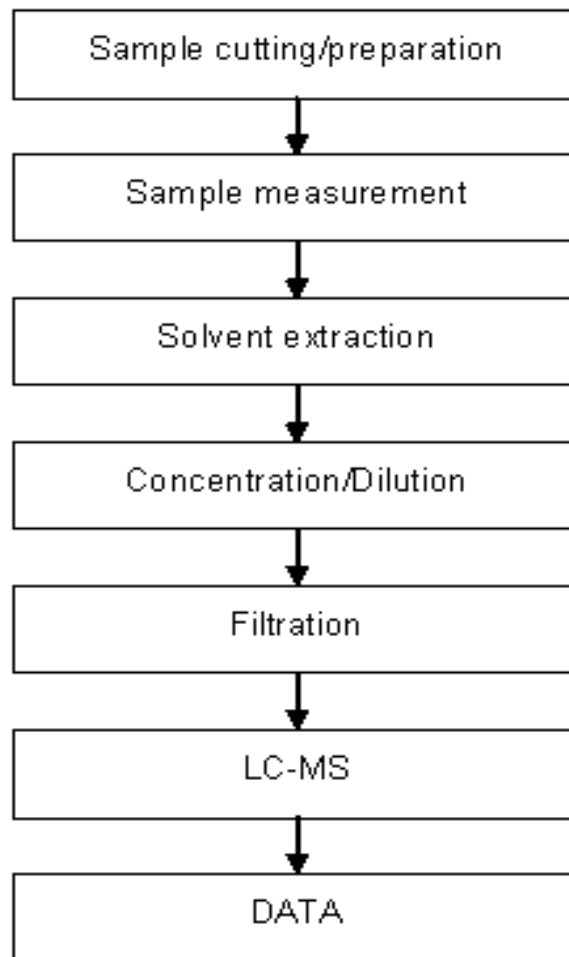 Sample cutting/preparation
Sample measurement
Solvent extraction
Concentration/Dilution
Filtration
LC-MS
DATA